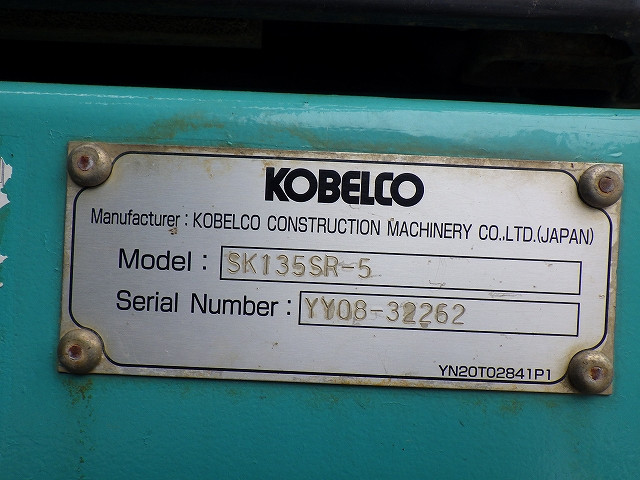 KOBELCO
Manufacturer : KOBELCO CONSTRUCTION MACHINERY CO.,LTD.(JAPAN)
Model : SK135SR-5
Serial Number : YY08-32262
YN20T02841P1